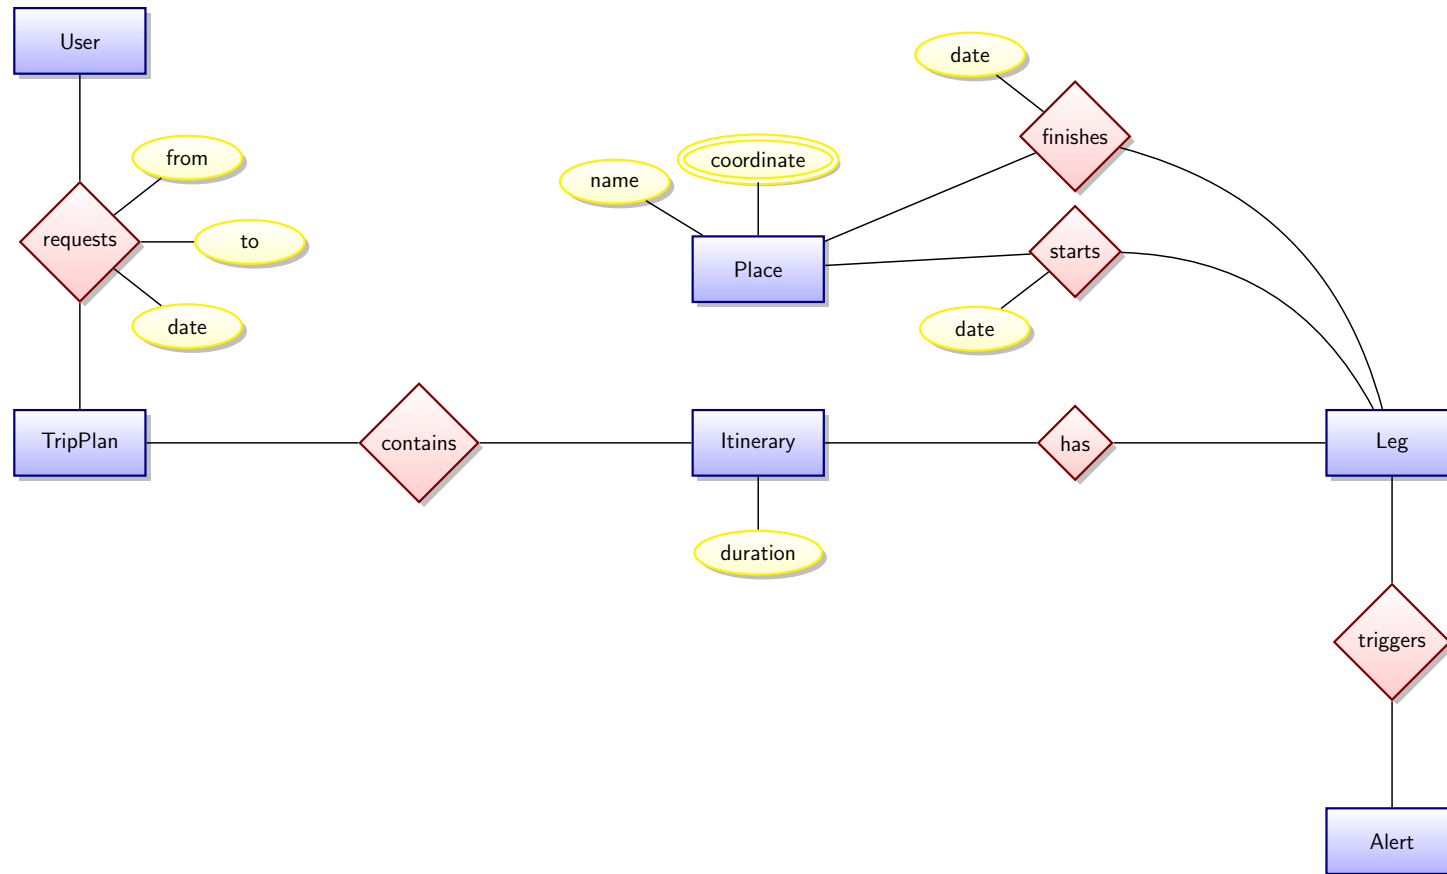 User
date
finishes
from
coordinate
name
requests
to
starts
Place
date
date
TripPlan
contains
Itinerary
has
Leg
duration
triggers
Alert